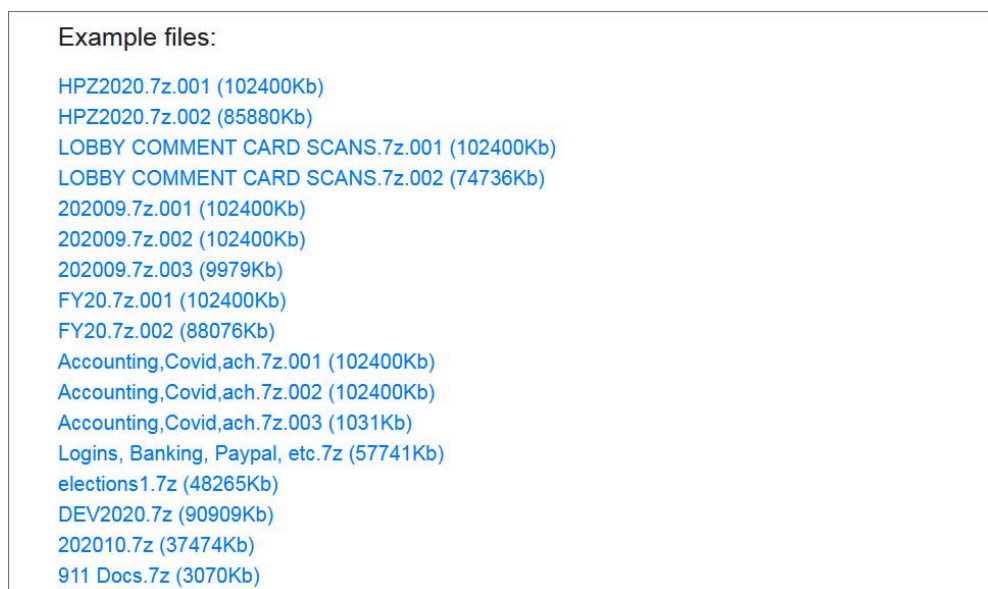 Example files:
HPZ2020.7z.001 (102400Kb)
HPZ2020.7z.002 (85880Kb)
LOBBY COMMENT CARD SCANS.7z.001 (102400Kb)
LOBBY COMMENT CARD SCANS.7z.002 (74736Kb)
202009.7z.001 (102400Kb)
202009.7z.002 (102400Kb)
202009.7z.003 (9979Kb)
FY20.7z.001 (102400Kb)
FY20.7z.002 (88076Kb)
Accounting,Covid,ach.7z.001 (102400Kb)
Accounting,Covid,ach.7z.002 (102400Kb)
Accounting,Covid,ach.7z.003 (1031Kb)
Logins, Banking, Paypal, etc.7z (57741Kb)
elections1.7z (48265Kb)
DEV2020.7z (90909Kb)
202010.7z (37474Kb)
911 Docs.7z (3070Kb)